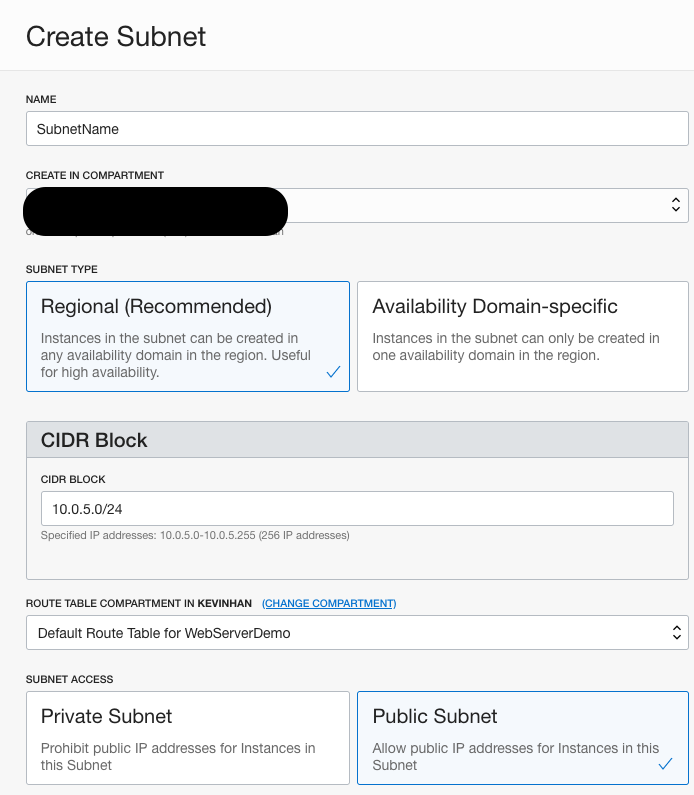 Create Subnet
NAME
SubnetName
CREATE IN COMPARTMENT
SUBNET TYPE
Regional (Recommended)
Instances in the subnet can be created in
any availability domain in the region. Useful
for high availability.
Availability Domain-specific
Instances in the subnet can only be created in
one availability domain in the region.
CIDR Block
CIDR BLOCK
10.0.5.0/24
Specified IP addresses: 10.0.5.0-10.0.5.255 (256 IP addresses)
ROUTE TABLE COMPARTMENT IN KEVINHAN (CHANGE COMPARTMENT)
Default Route Table for WebServerDemo
SUBNET ACCESS
Private Subnet
Prohibit public IP addresses for Instances in
this Subnet
Public Subnet
Allow public IP addresses for Instances in this
Subnet